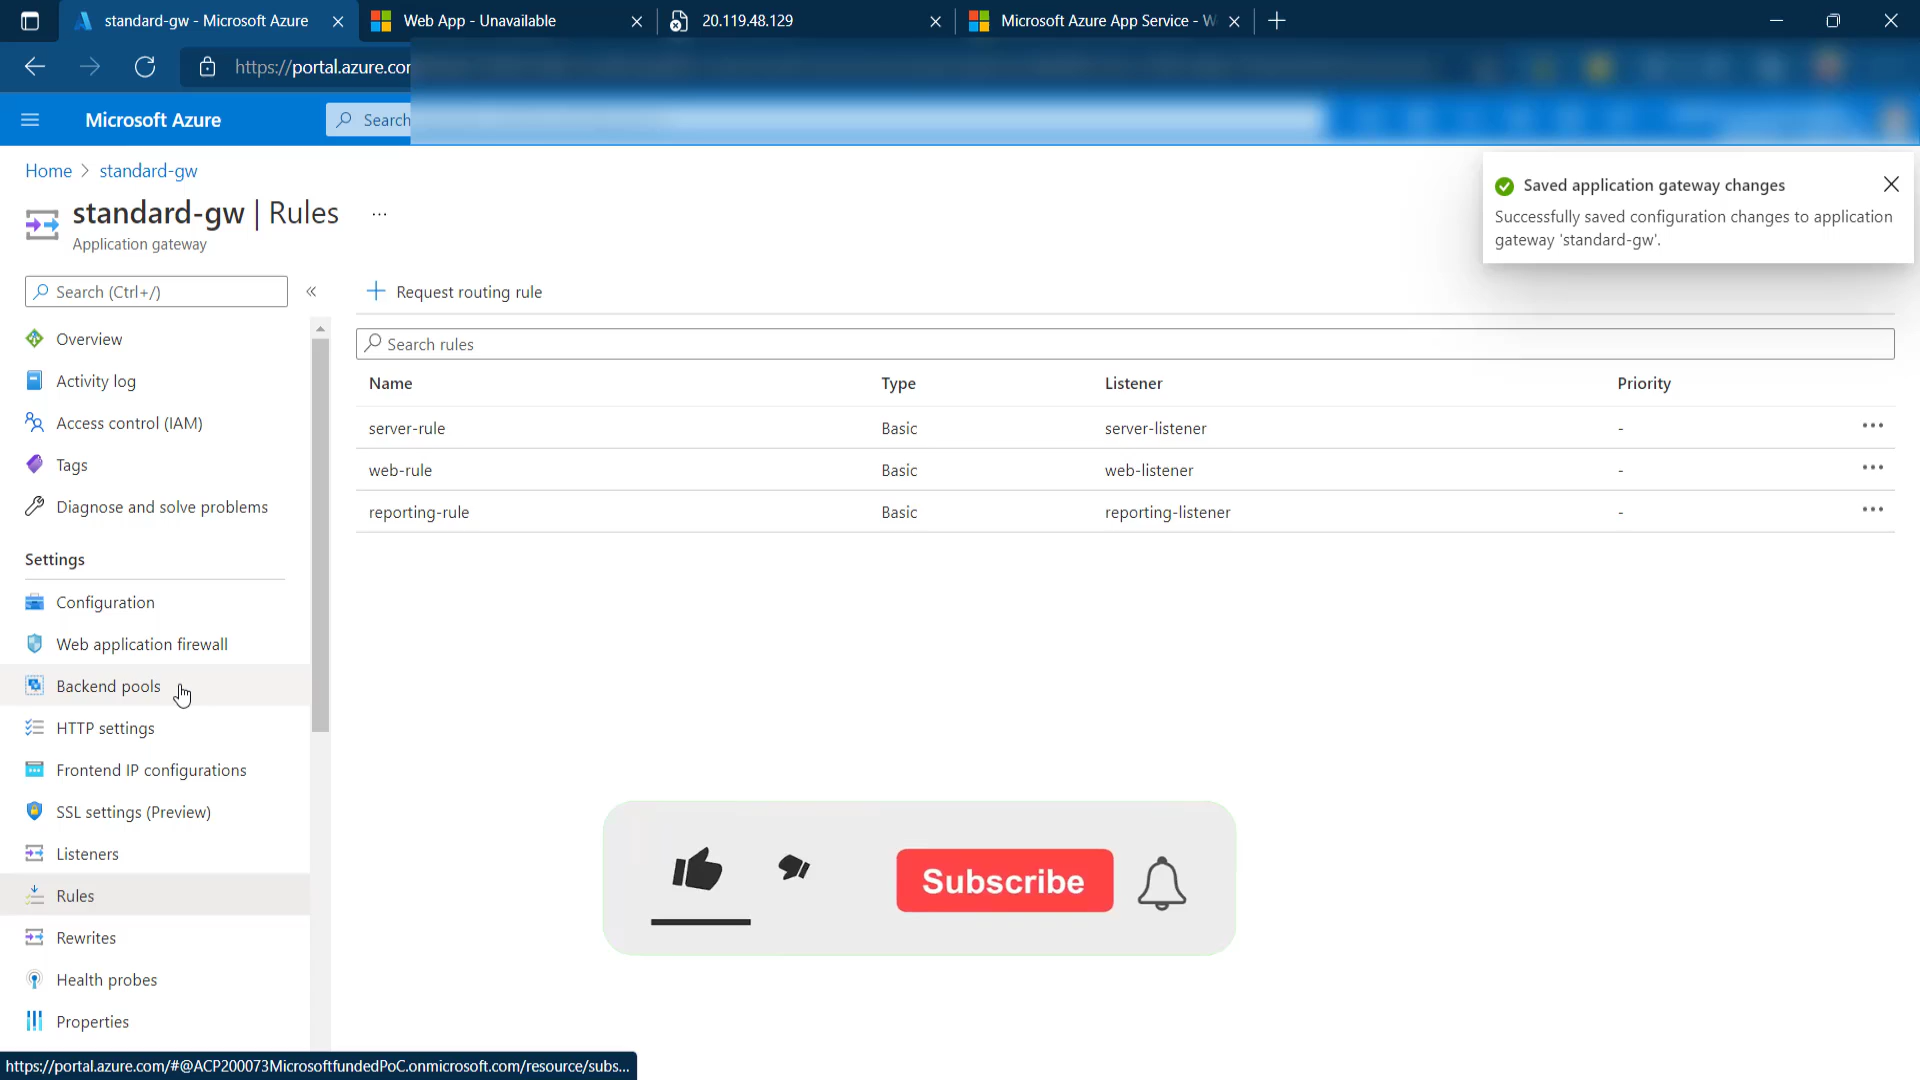 standard-gw - Microsoft Azure
Web App - Unavailable
20.119.48.129
Microsoft Azure App Service - W
https://portal.azure.cor
Microsoft Azure
Search
Home > standard-gw
standard-gw | Rules ...
Application gateway
Saved application gateway changes
Successfully saved configuration changes to application
gateway 'standard-gw'.
Search (Ctrl+/)
«
+ Request routing rule
Search rules
Name Type Listener Priority
server-rule Basic server-listener - ...
web-rule Basic web-listener - ...
reporting-rule Basic reporting-listener - ...
Overview
Activity log
Access control (IAM)
Tags
Diagnose and solve problems
Settings
Configuration
Web application firewall
Backend pools
HTTP settings
Frontend IP configurations
SSL settings (Preview)
Listeners
Rules
Rewrites
Health probes
Properties
Subscribe
https://portal.azure.com/#@ACP200073MicrosoftfundedPoC.onmicrosoft.com/resource/subs...